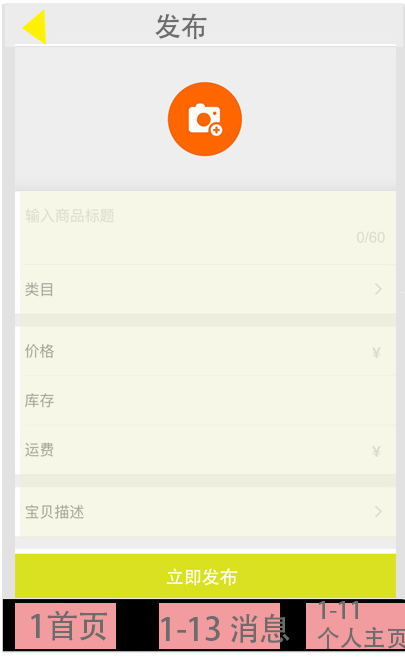 发布
输入商品标题
0/60
类目
价格 ¥
库存
运费 ¥
宝贝描述
立即发布
1首页
1-13 消息
1-11
个人主页